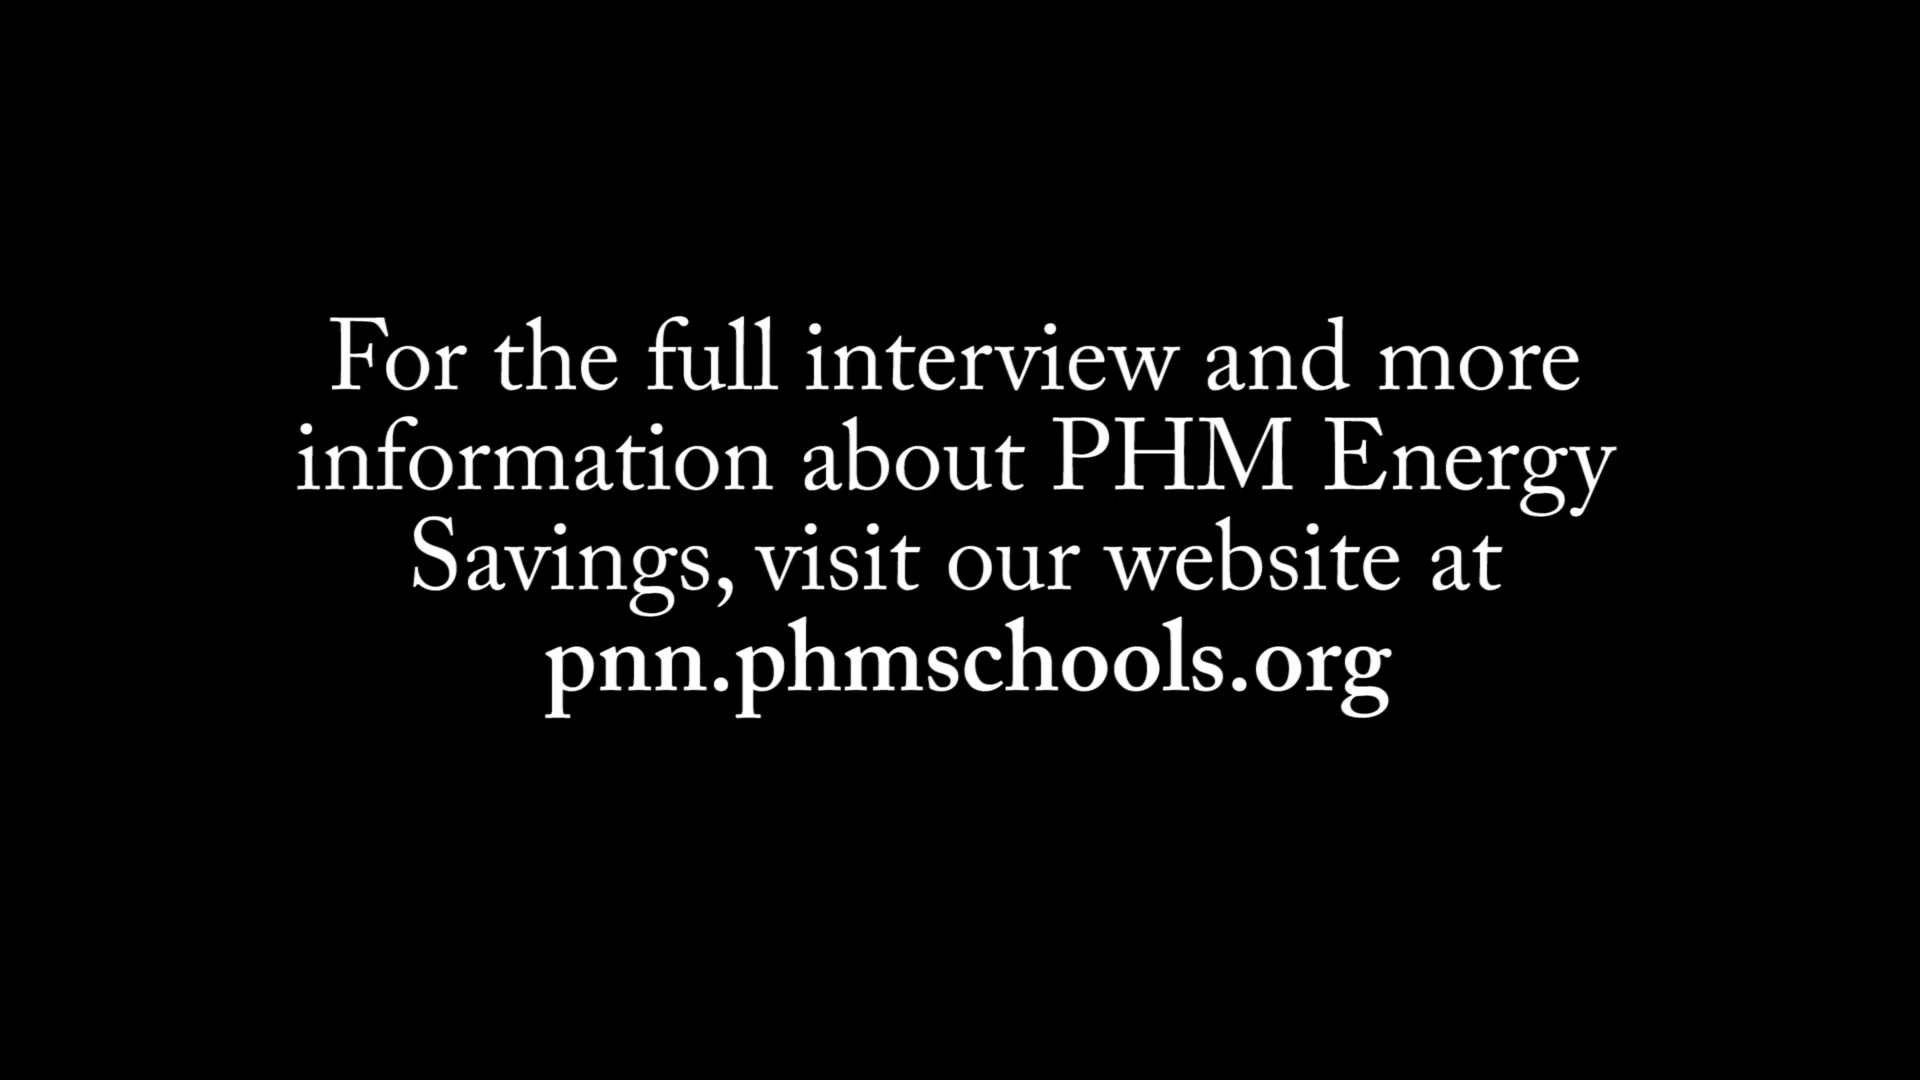 For the full interview and more
information about PHM Energy
Savings, visit our website at
pnn.phmschools.org